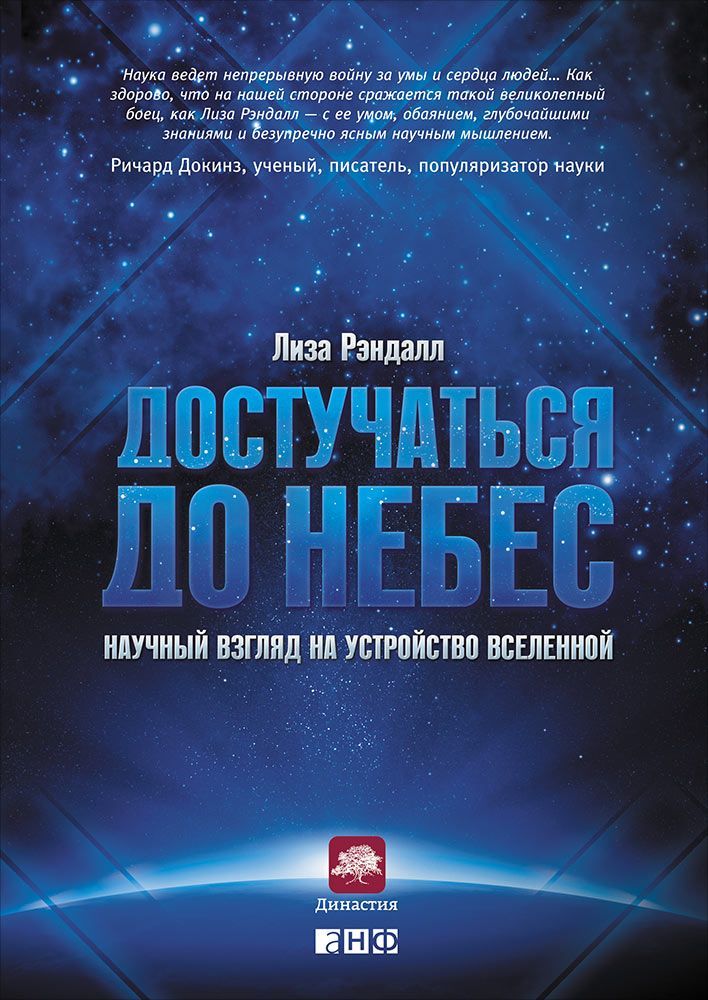 Наука ведет непрерывную войну за умы и сердца людей... Как
здорово, что на нашей стороне сражается такой великолепный
боец, как Лиза Рэндалл — с ее умом, обаянием, глубочайшими
знаниями и безупречно ясным научным мышлением.
Ричард Докинз, ученый, писатель, популяризатор науки
Лиза Рэндалл
ДОСТУЧАТЬСЯ
ДО НЕБЕС
НАУЧНЫЙ ВЗГЛЯД НА УСТРОЙСТВО ВСЕЛЕННОЙ
Династия
АНФ